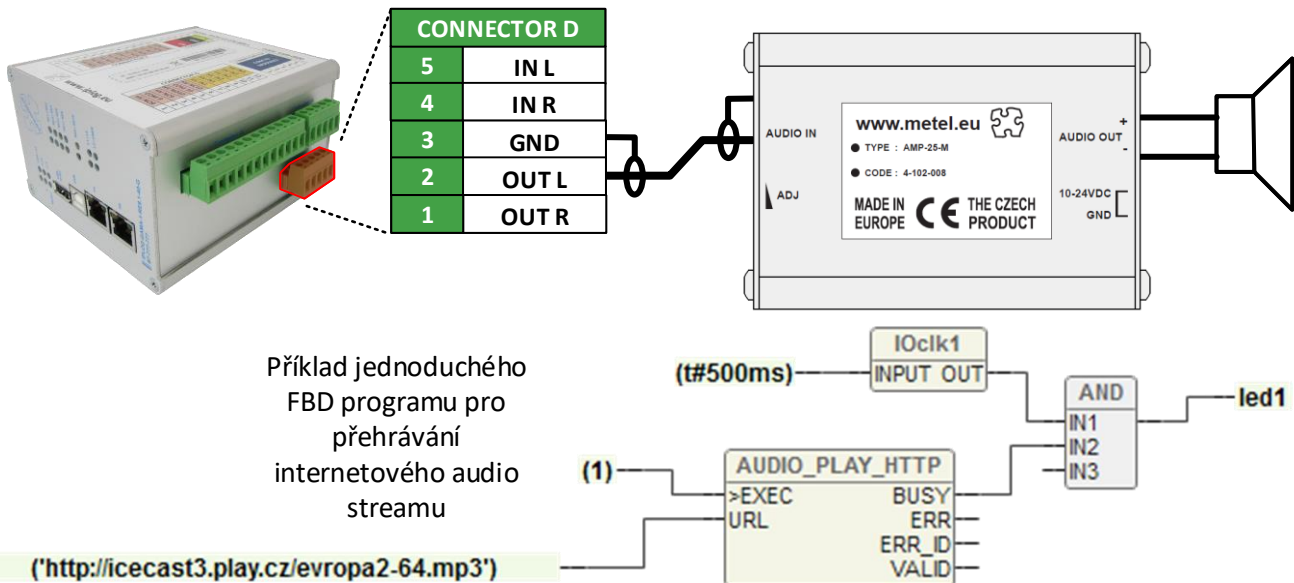 CONNECTOR D
5 IN L
4 IN R
3 GND
2 OUT L
1 OUT R
AUDIO IN
ADJ
www.metel.eu
TYPE : AMP-25-M
CODE : 4-102-008
MADE IN
EUROPE
CE
THE CZECH
PRODUCT
+
AUDIO OUT
-
10-24VDC
GND
Příklad jednoduchého
FBD programu pro
přehrávání
internetového audio
streamu
(t#500ms)
IOclk1
INPUT OUT
AND
IN1
IN2
IN3
led1
(1)
AUDIO_PLAY_HTTP
>EXEC BUSY
URL ERR
ERR_ID
VALID
('http://icecast3.play.cz/evropa2-64.mp3')